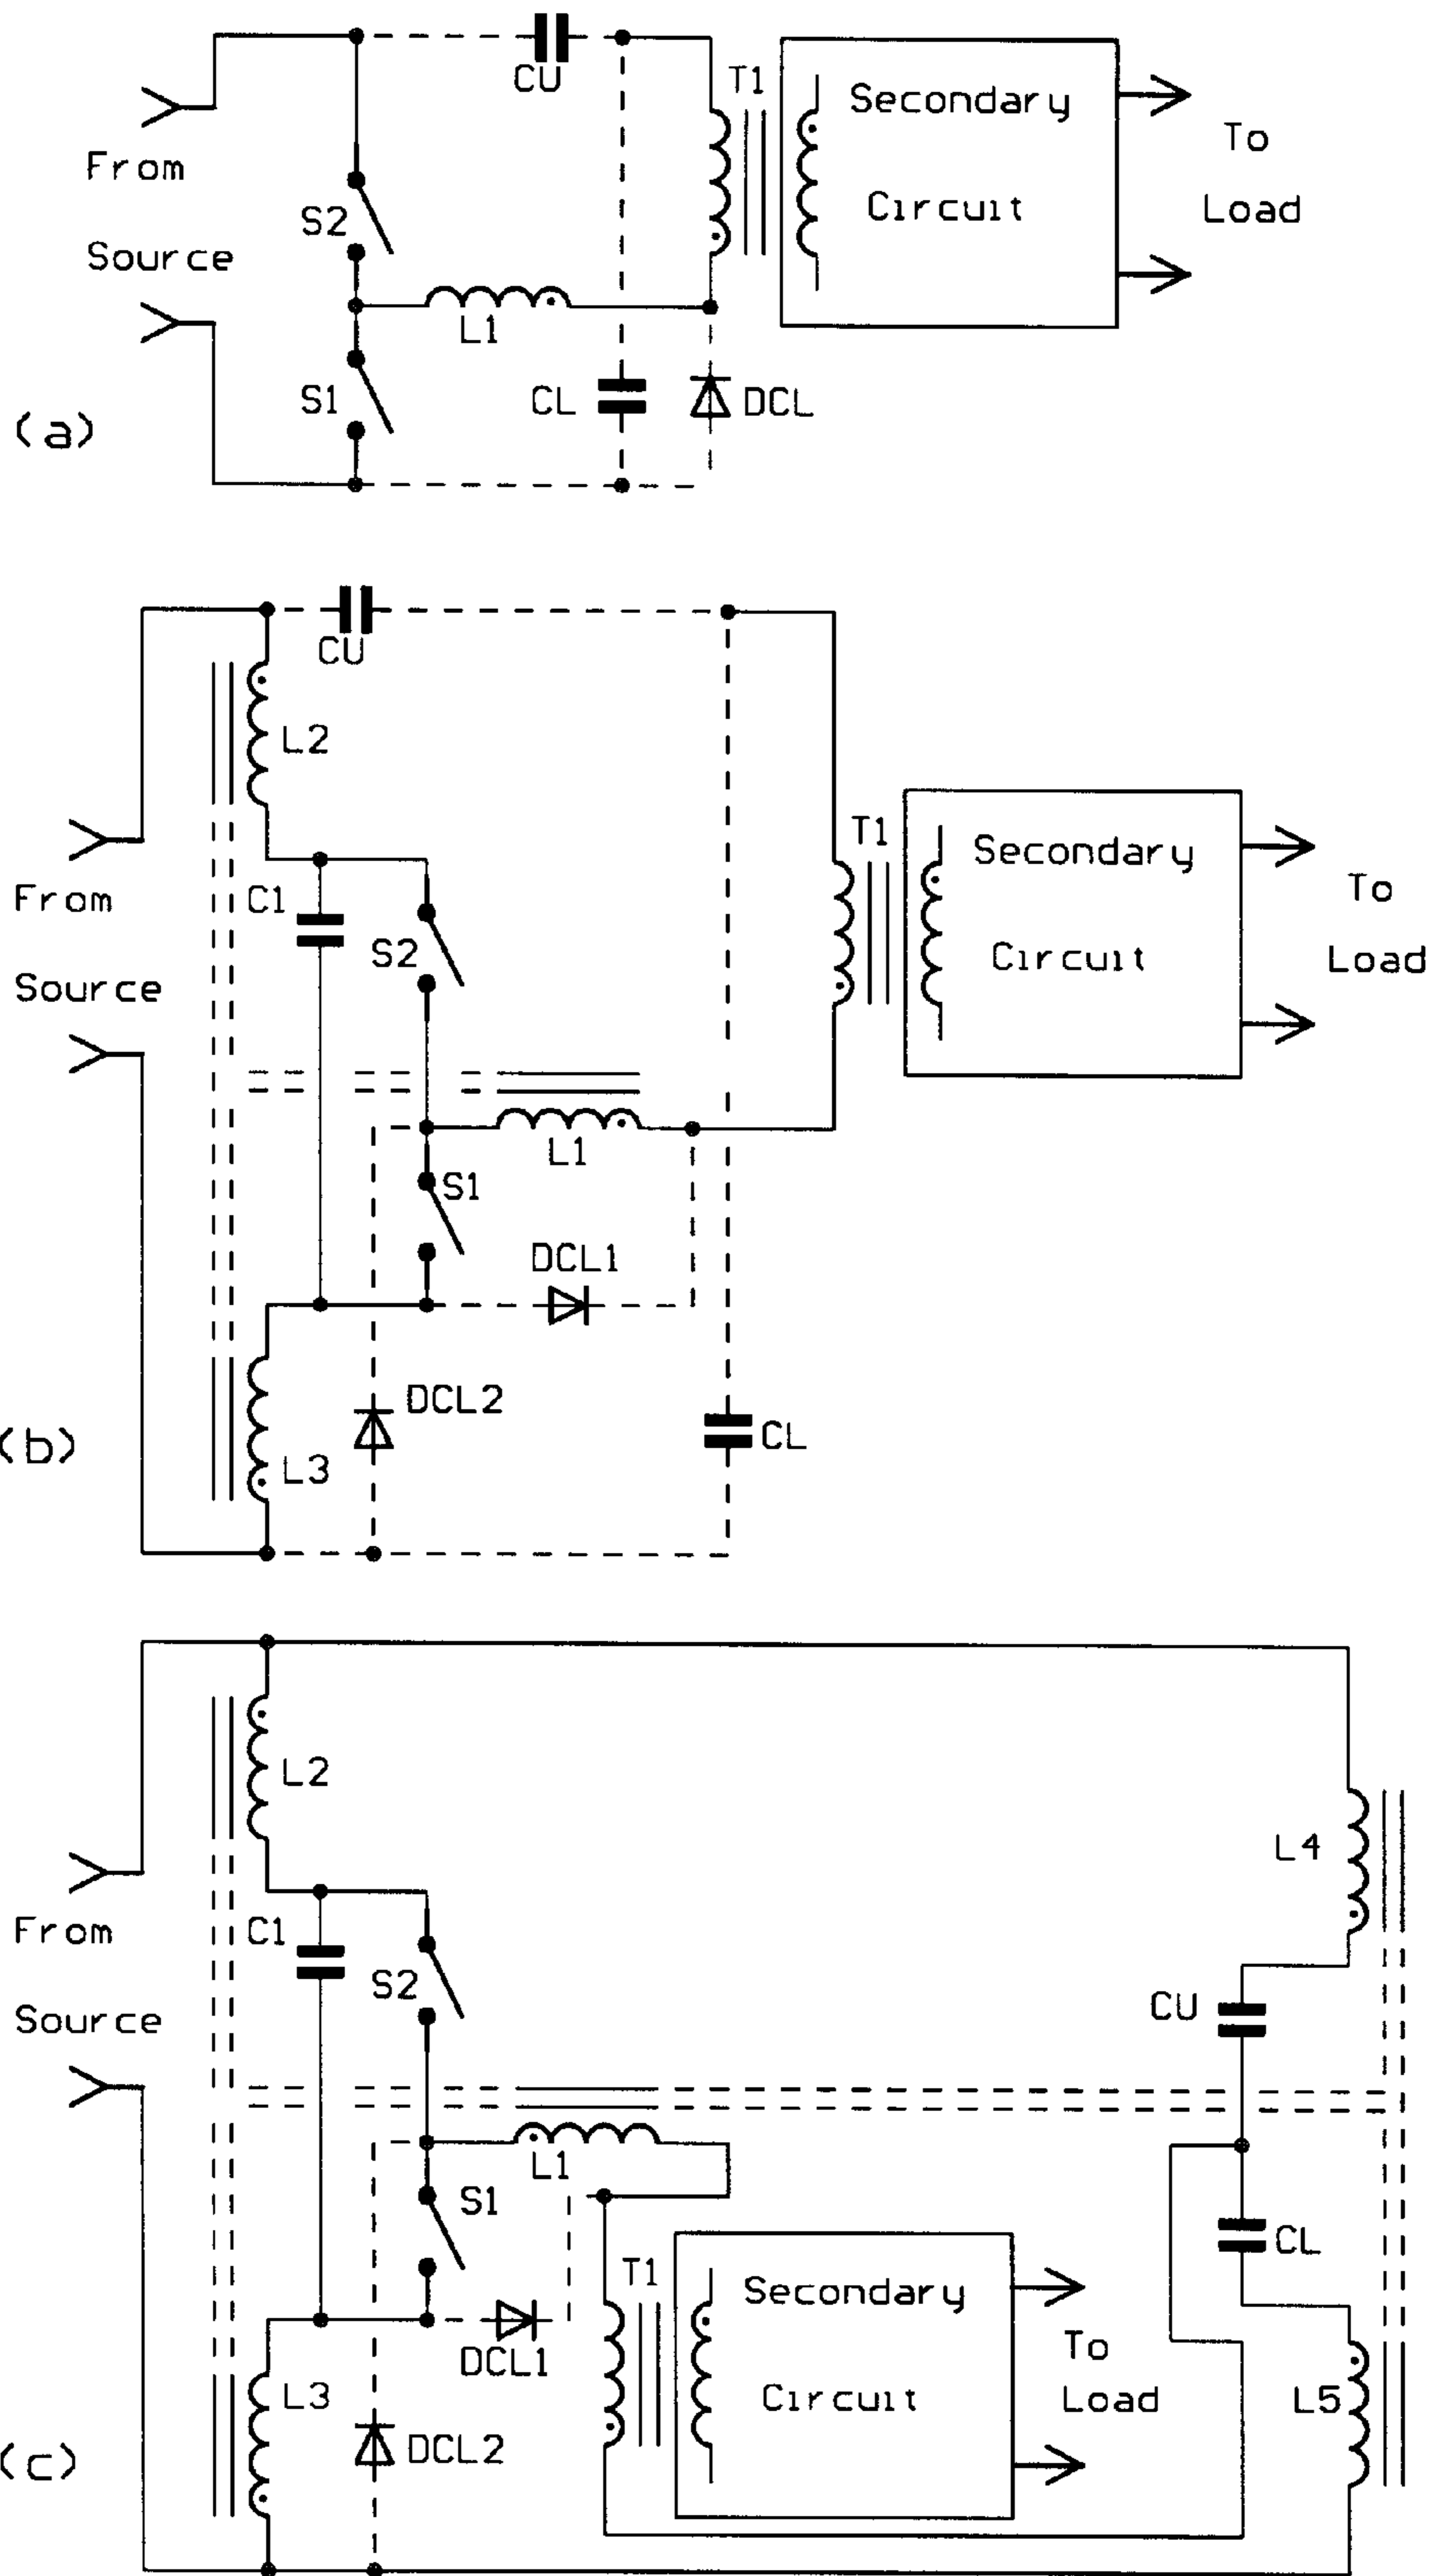 CU
T1
Secondary
Circuit
To
Load
From
Source
S2
L1
S1
CL
DCL
(a)
CU
L2
T1
Secondary
Circuit
To
Load
From
Source
C1
S2
L1
S1
DCL1
DCL2
L3
CL
(b)
L2
L4
From
Source
C1
S2
CU
L1
S1
CL
T1
Secondary
Circuit
To
Load
DCL1
L3
L5
DCL2
(c)